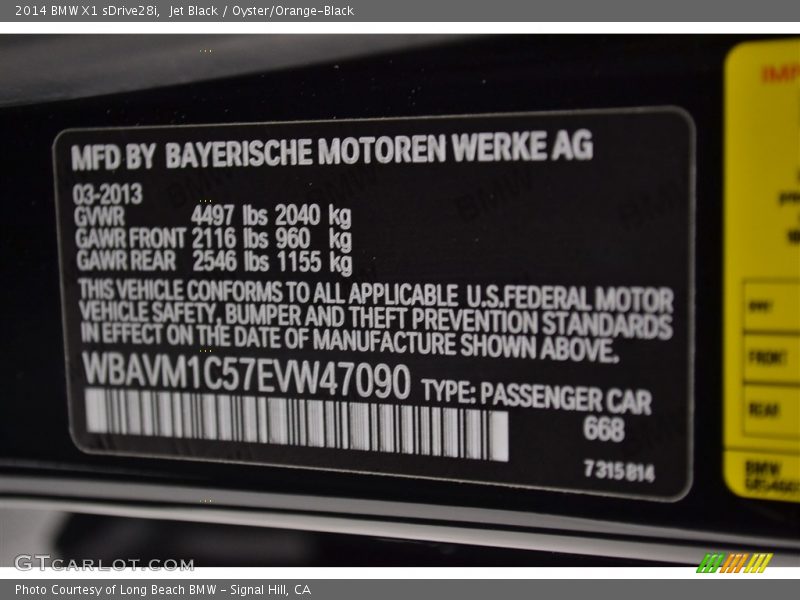 2014 BMW X1 sDrive28i, Jet Black / Oyster/Orange-Black
MFD BY BAYERISCHE MOTOREN WERKE AG
03-2013
GVWR 4497 lbs 2040 kg
GAWR FRONT 2116 lbs 960 kg
GAWR REAR 2546 lbs 1155 kg
THIS VEHICLE CONFORMS TO ALL APPLICABLE U.S.FEDERAL MOTOR
VEHICLE SAFETY, BUMPER AND THEFT PREVENTION STANDARDS
IN EFFECT ON THE DATE OF MANUFACTURE SHOWN ABOVE.
WBAVM1C57EVW47090 TYPE: PASSENGER CAR
668
7 315 814
FRONT
REAR
BMW
GTCARLOT.COM
Photo Courtesy of Long Beach BMW – Signal Hill, CA